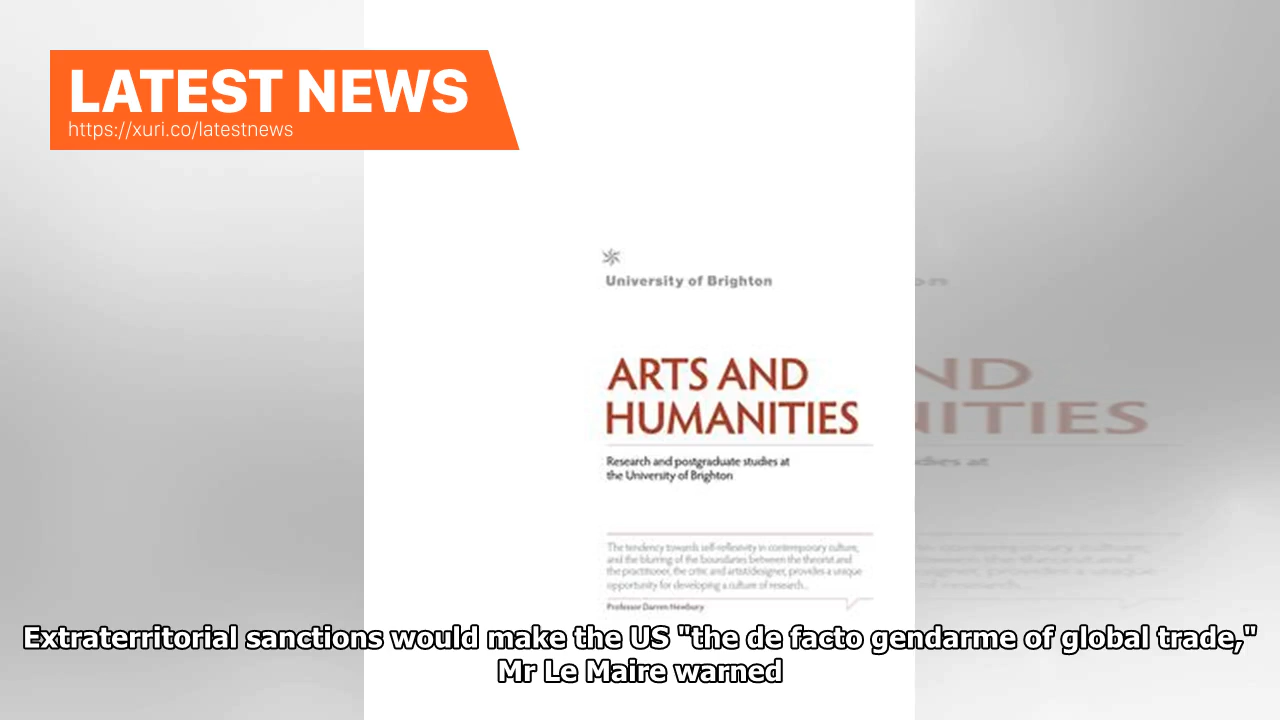 LATEST NEWS
https://xuri.co/latestnews
University of Brighton
ARTS AND
HUMANITIES
Research and postgraduate studies at
the University of Brighton
The tendency towards self-reflexivity in contemporary culture,
and the blurring of the boundaries between the theorist and
the practitioner, the critic and artist/designer, provides a unique
opportunity for developing a culture of research...
Professor Darren Newbury
Extraterritorial sanctions would make the US "the de facto gendarme of global trade,"
Mr Le Maire warned